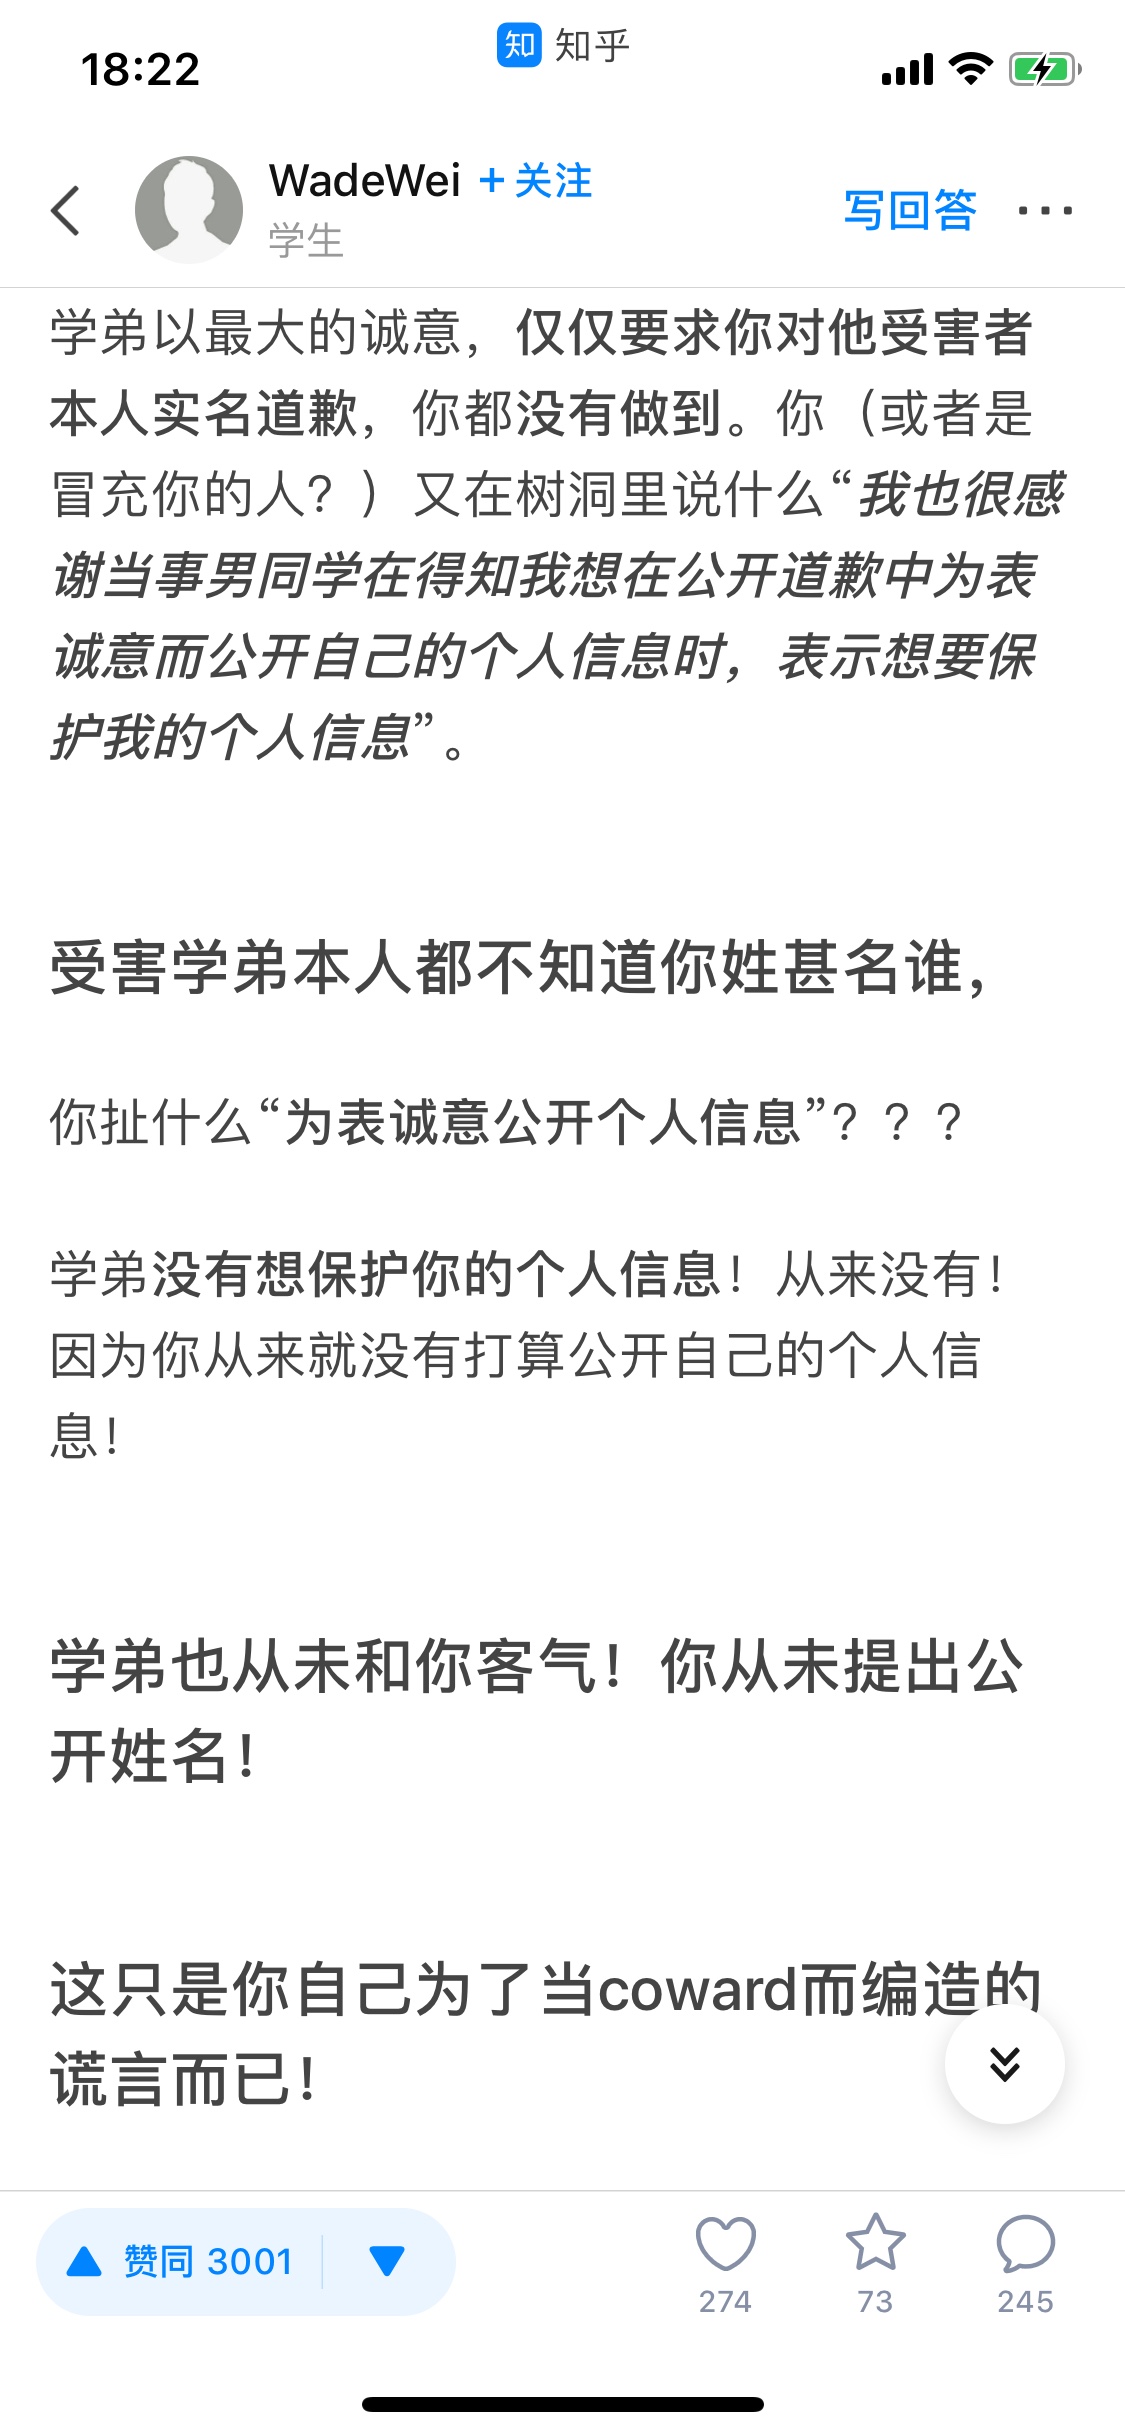 18:22
知 知乎
WadeWei + 关注
学生
写回答
学弟以最大的诚意，仅仅要求你对他受害者
本人实名道歉，你都没有做到。你（或者是
冒充你的人？）又在树洞里说什么“我也很感
谢当事男同学在得知我想在公开道歉中为表
诚意而公开自己的个人信息时，表示想要保
护我的个人信息”。
受害学弟本人都不知道你姓甚名谁，
你扯什么“为表诚意公开个人信息”？？？
学弟没有想保护你的个人信息！从来没有！
因为你从来就没有打算公开自己的个人信
息！
学弟也从未和你客气！你从未提出公
开姓名！
这只是你自己为了当coward而编造的
谎言而已！
赞同 3001
274
73
245